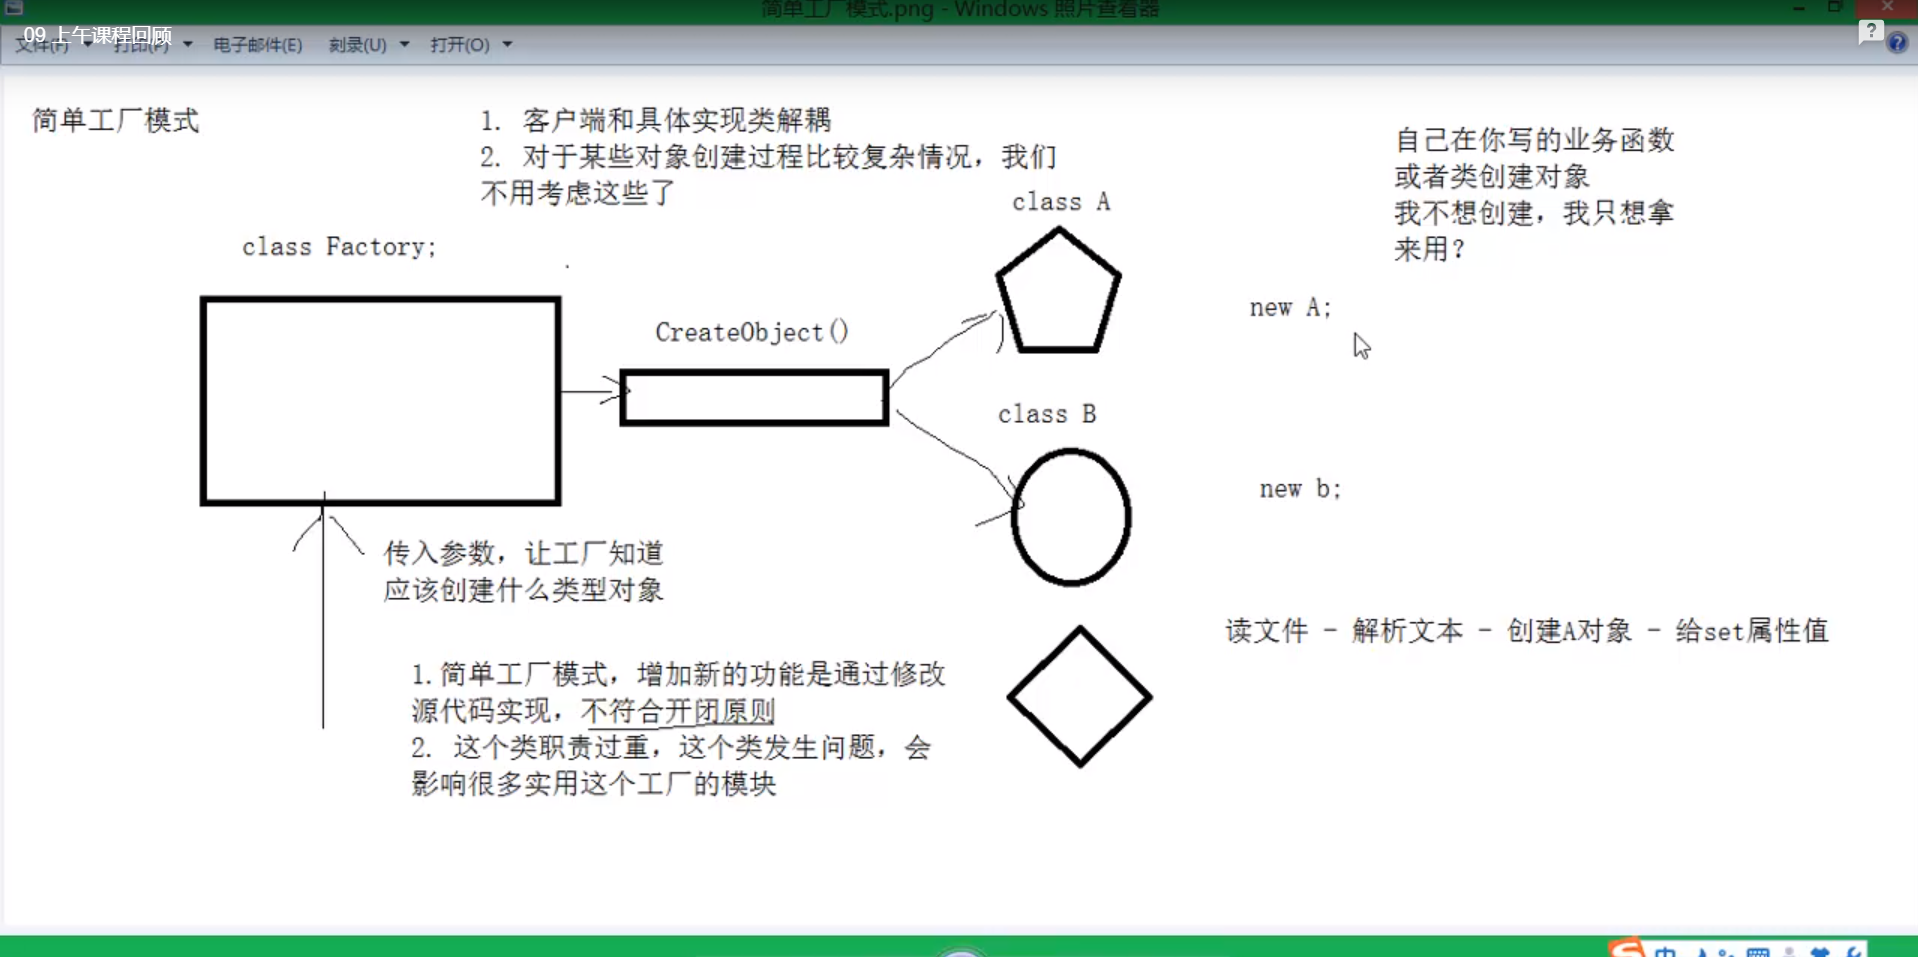 简单工厂模式.png - Windows 照片查看器
09 上午课程回顾
文件(F) 打印(P) 电子邮件(E) 刻录(U) 打开(O)
简单工厂模式
1. 客户端和具体实现类解耦
2. 对于某些对象创建过程比较复杂情况，我们
不用考虑这些了
自己在你写的业务函数
或者类创建对象
我不想创建，我只想拿
来用？
class Factory;
class A
CreateObject()
new A;
class B
new b;
传入参数，让工厂知道
应该创建什么类型对象
读文件 - 解析文本 - 创建A对象 - 给set属性值
1.简单工厂模式，增加新的功能是通过修改
源代码实现，不符合开闭原则
2. 这个类职责过重，这个类发生问题，会
影响很多实用这个工厂的模块
中